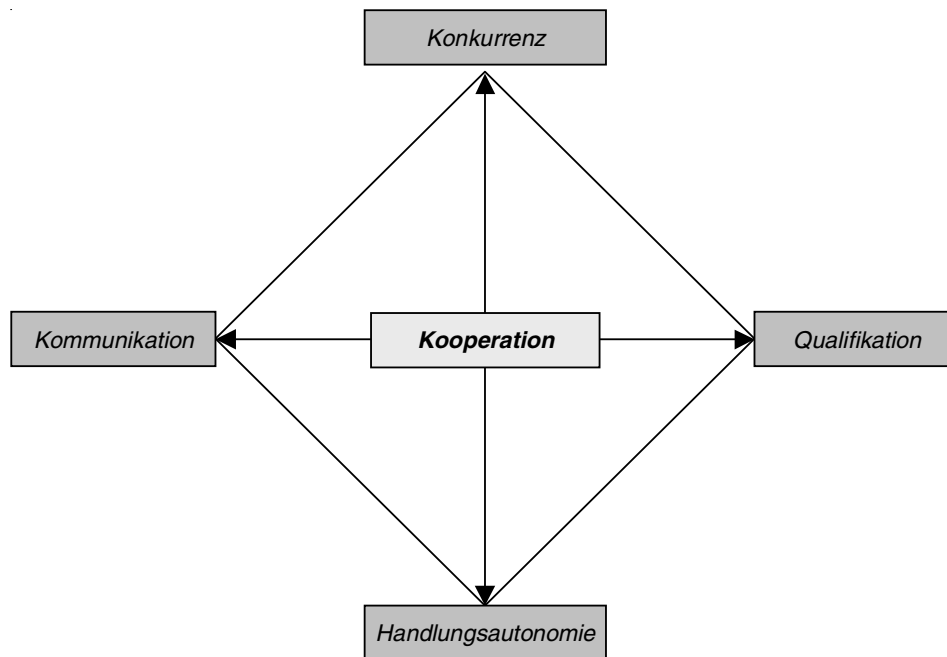 Konkurrenz
Kommunikation
Kooperation
Qualifikation
Handlungsautonomie